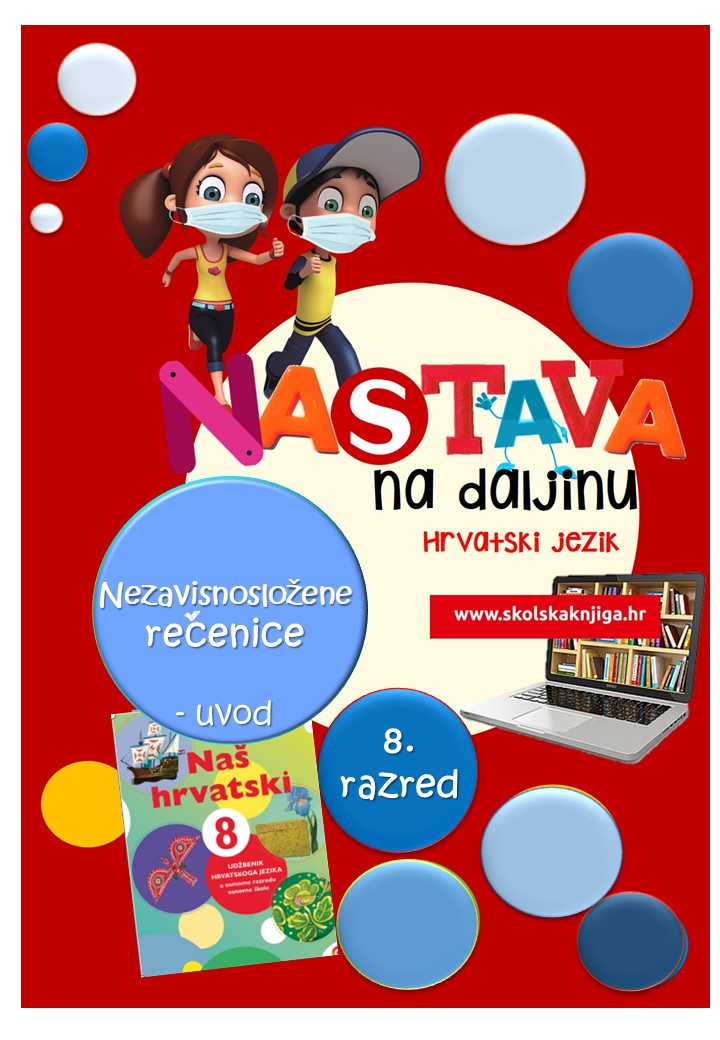 NASTAVA
na daljinu
Hrvatski jezik
Nezavisnosložene
rečenice
- uvod
www.skolskaknjiga.hr
8.
razred
Naš
hrvatski
8
UDŽBENIK
HRVATSKOGA JEZIKA
u osmome razredu
osnovne škole